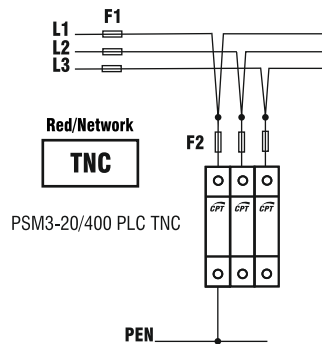 F1
L1
L2
L3
Red/Network
F2
TNC
CPT CPT CPT
PSM3-20/400 PLC TNC
PEN